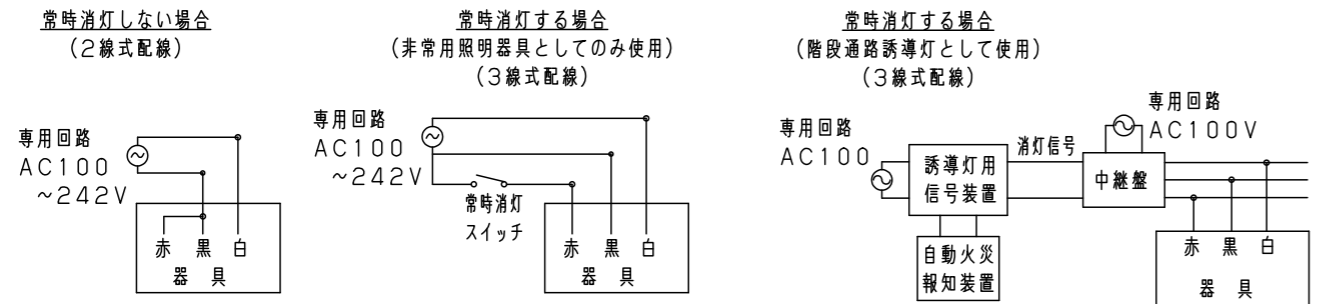 常時消灯しない場合
(2線式配線)
専用回路
AC100
~242V
赤 黒 白
器 具
常時消灯する場合
(非常用照明器具としてのみ使用)
(3線式配線)
専用回路
AC100
~242V
常時消灯
スイッチ
赤 黒 白
器 具
常時消灯する場合
(階段通路誘導灯として使用)
(3線式配線)
専用回路
AC100
誘導灯用
信号装置
自動火災
報知装置
消灯信号
専用回路
AC100V
中継盤
赤 黒 白
器 具